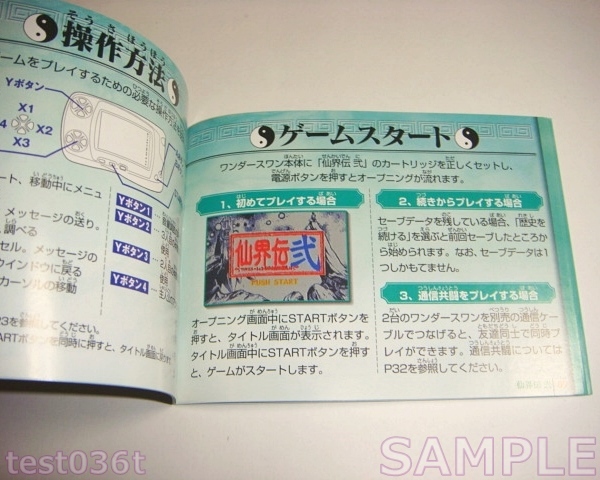 操作方法
ームをプレイするための必要な操作方法
Yボタン
X1
X4
X2
X3
ート、移動中にメニュ
Yボタン1
メッセージの送り。
Yボタン2
調べる
セル。メッセージの
Yボタン3
ウインドウに戻る
カーソルの移動
Yボタン4
P3を参照してください。
TARTボタンを同時に押すと、タイトル画面に
ゲームスタート
ワンダースワン本体に「仙界伝 弐」のカートリッジを正しくセットし、
電源ボタンを押すとオープニングが流れます。
1、初めてプレイする場合
仙界伝 弐
PUSH START
オープニング画面中にSTARTボタンを
押すと、タイトル画面が表示されます。
タイトル画面中にSTARTボタンを押す
と、ゲームがスタートします。
2、続きからプレイする場合
セーブデータを残している場合、「歴史を
続ける」を選ぶと前回セーブしたところか
ら始められます。なお、セーブデータは1
つしかもてません。
3、通信共闘をプレイする場合
2台のワンダースワンを別売の通信ケー
ブルでつなげると、友達同士で同時プ
レイができます。通信共闘については
P32を参照してください。
test036t
SAMPLE